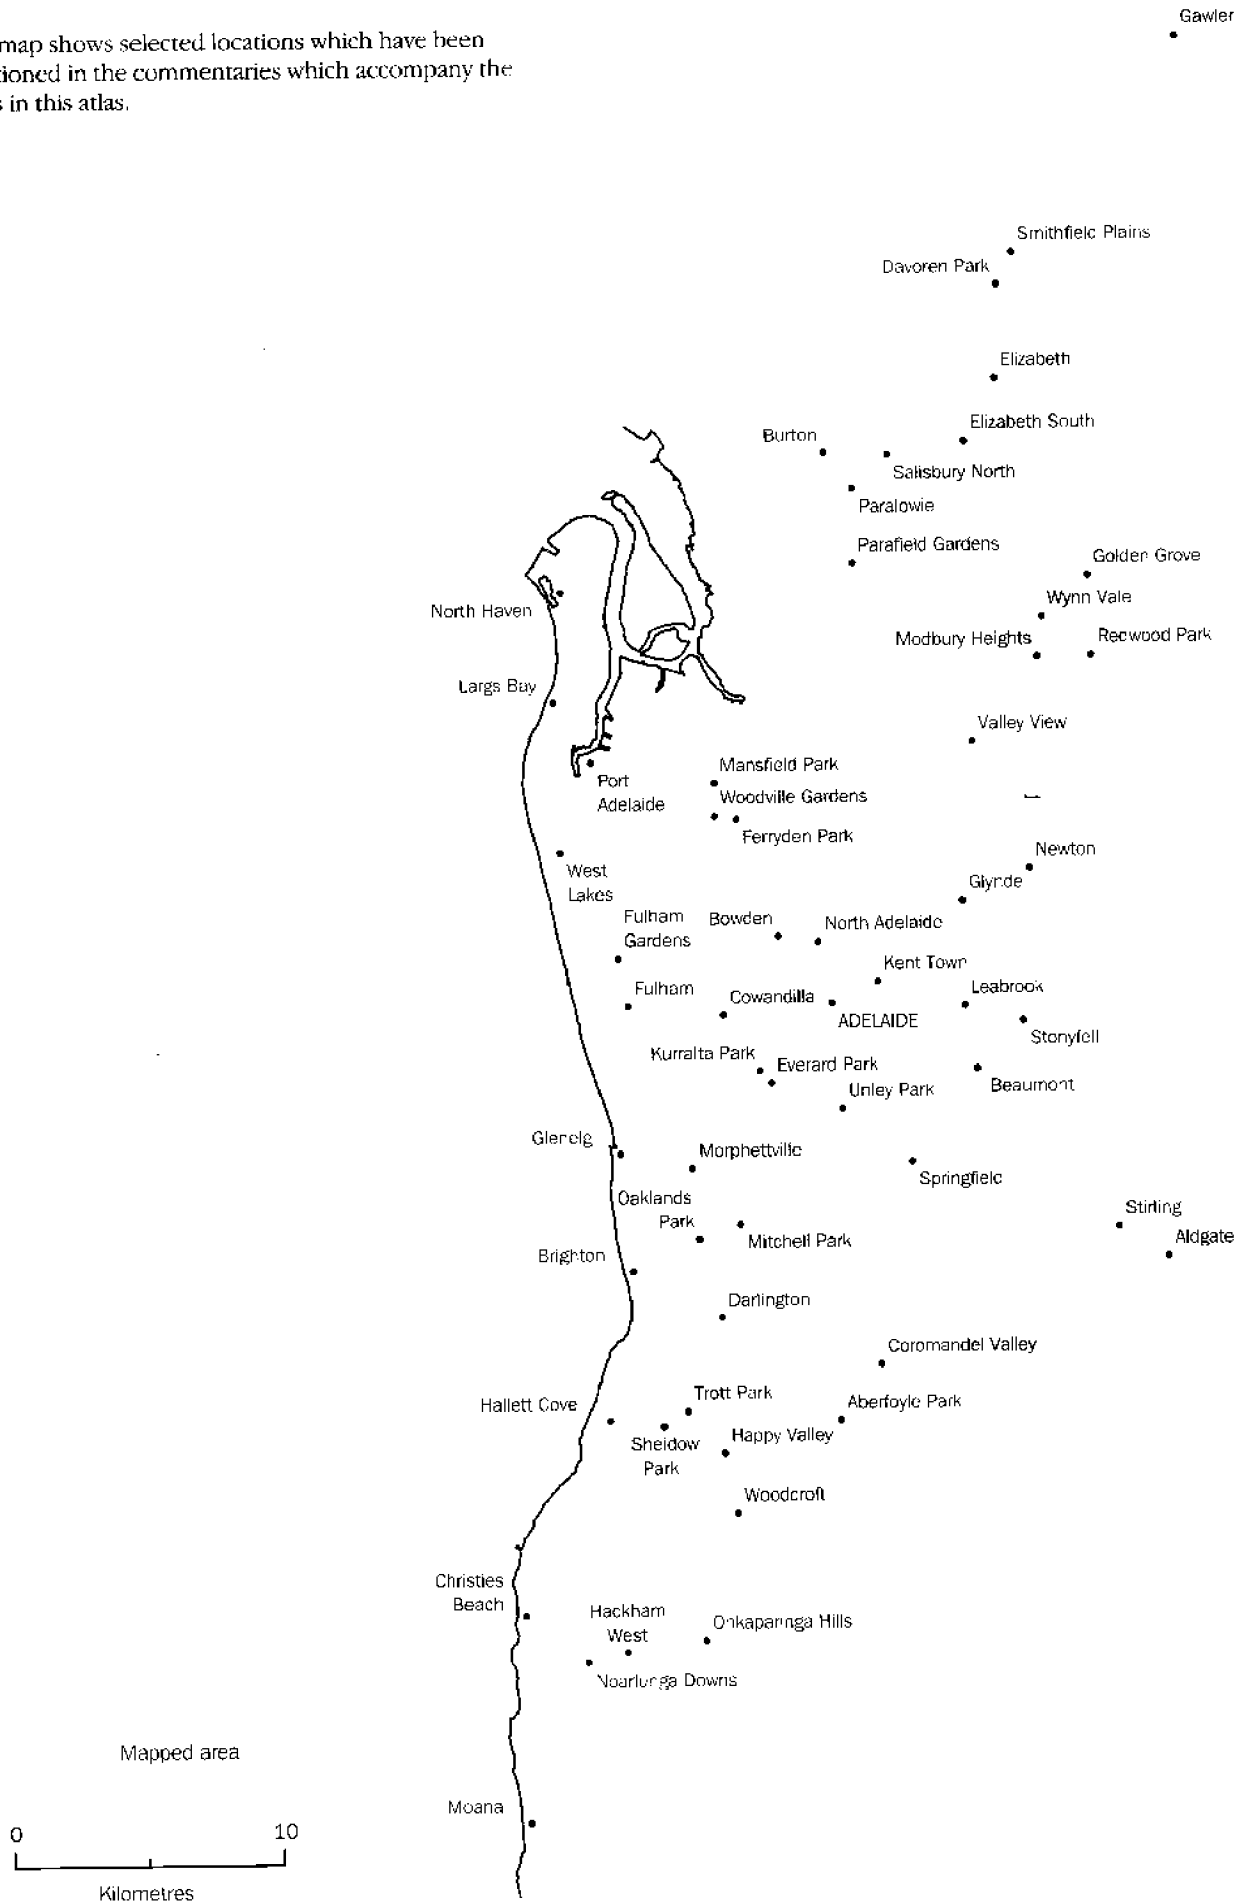 map shows selected locations which have been
tioned in the commentaries which accompany the
s in this atlas.
Gawler
Smithfield Plains
Davoren Park
Elizabeth
Elizabeth South
Burton
Salisbury North
Paralowie
Parafield Gardens
Golden Grove
Wynn Vale
North Haven
Modbury Heights
Redwood Park
Largs Bay
Valley View
Mansfield Park
Port
Adelaide
Woodville Gardens
Ferryden Park
Newton
West
Lakes
Glynde
Fulham
Gardens
Bowden
North Adelaide
Kent Town
Fulham
Cowandilla
Leabrook
ADELAIDE
Stonyfell
Kurralta Park
Everard Park
Beaumont
Unley Park
Glenelg
Morphettville
Springfield
Oaklands
Park
Stirling
Mitchell Park
Aldgate
Brighton
Darlington
Coromandel Valley
Hallett Cove
Trott Park
Aberfoyle Park
Sheidow
Park
Happy Valley
Woodcroft
Christies
Beach
Hackham
West
Onkaparinga Hills
Noarlunga Downs
Mapped area
Moana
0 10
Kilometres